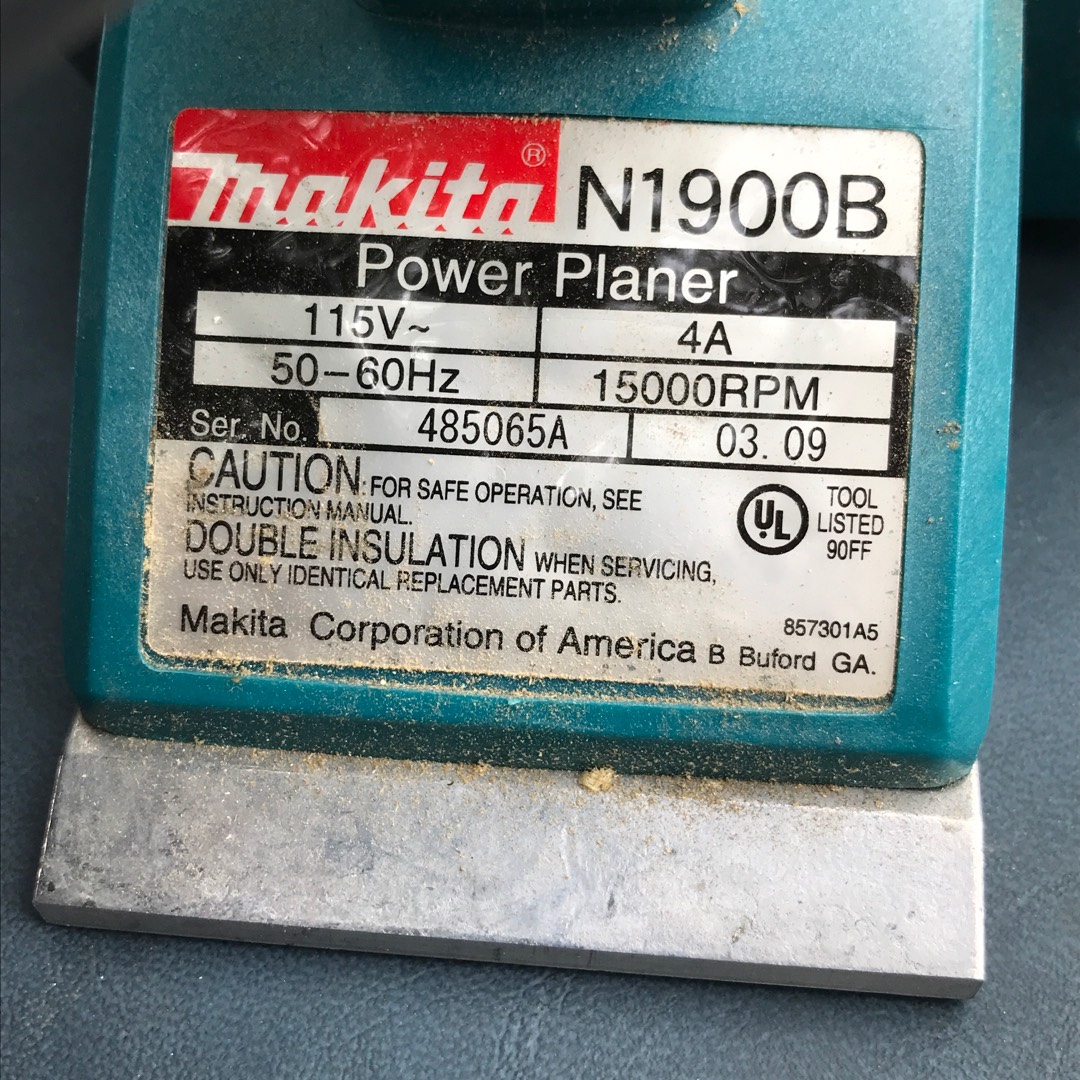 makita® N1900B
Power Planer
115V~ 4A
50-60Hz 15000RPM
Ser. No. 485065A 03. 09
CAUTION: FOR SAFE OPERATION, SEE
INSTRUCTION MANUAL.
DOUBLE INSULATION WHEN SERVICING,
USE ONLY IDENTICAL REPLACEMENT PARTS.
UL TOOL
LISTED
90FF
857301A5
Makita Corporation of America B Buford GA.